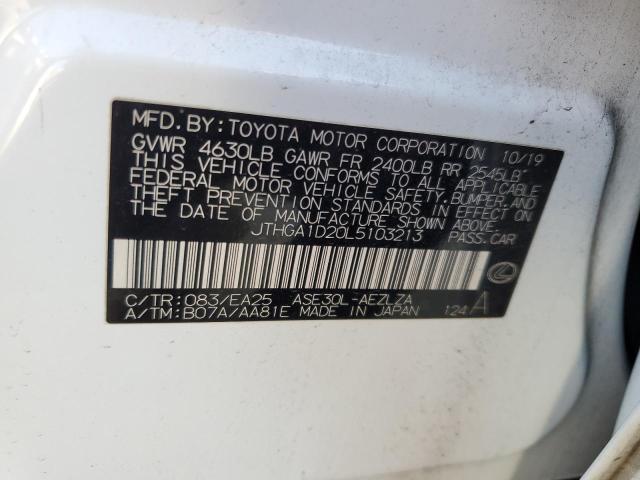 MFD. BY: TOYOTA MOTOR CORPORATION 10/19
GVWR 4630LB GAWR FR 2400LB RR 2545LB
THIS VEHICLE CONFORMS TO ALL APPLICABLE
FEDERAL MOTOR VEHICLE SAFETY, BUMPER, AND
THEFT PREVENTION STANDARDS IN EFFECT ON
THE DATE OF MANUFACTURE SHOWN ABOVE.
JTHGA1D20L5103213 PASS. CAR
C/TR: 083/EA25 ASE30L-AEZLZA
A/TM: B07A/AA81E MADE IN JAPAN 124 A